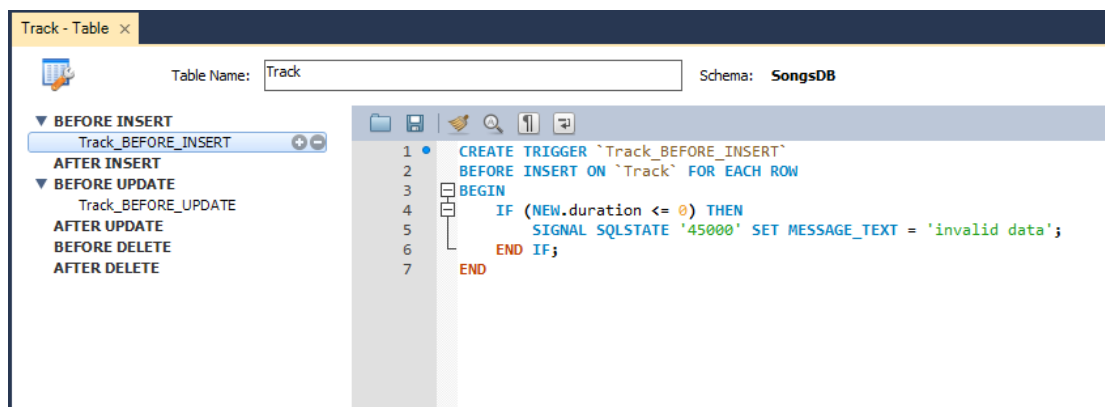 Track - Table ×
Table Name: Track Schema: SongsDB
BEFORE INSERT
Track_BEFORE_INSERT
AFTER INSERT
BEFORE UPDATE
Track_BEFORE_UPDATE
AFTER UPDATE
BEFORE DELETE
AFTER DELETE
1 CREATE TRIGGER `Track_BEFORE_INSERT`
2 BEFORE INSERT ON `Track` FOR EACH ROW
3 BEGIN
4 IF (NEW.duration <= 0) THEN
5 SIGNAL SQLSTATE '45000' SET MESSAGE_TEXT = 'invalid data';
6 END IF;
7 END